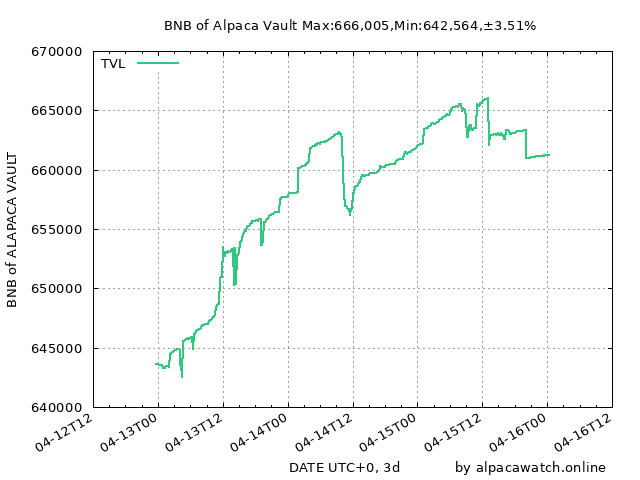 BNB of Alpaca Vault Max:666,005,Min:642,564,±3.51%
670000
TVL
665000
660000
655000
650000
645000
640000
BNB of ALAPACA VAULT
04-12T12
04-13T00
04-13T12
04-14T00
04-14T12
04-15T00
04-15T12
04-16T00
04-16T12
DATE UTC+0, 3d
by alpacawatch.online